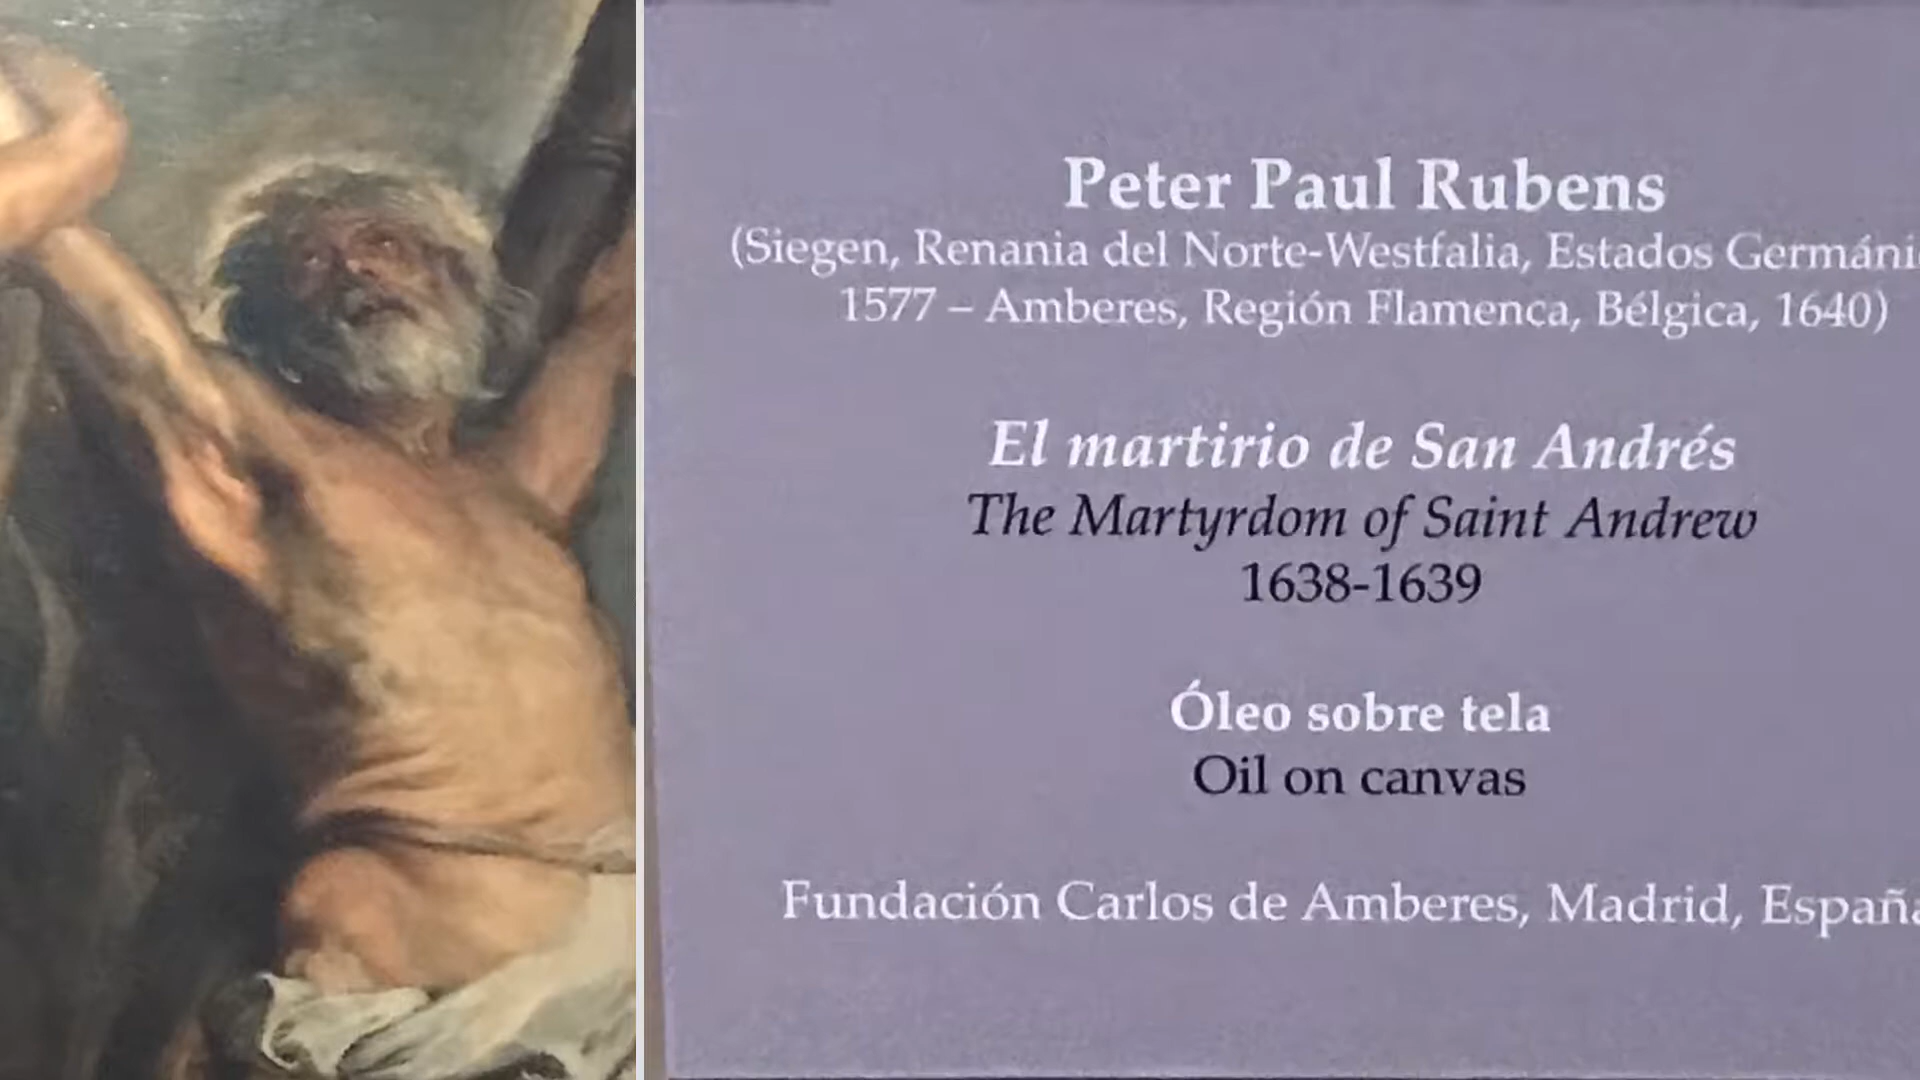 Peter Paul Rubens
(Siegen, Renania del Norte-Westfalia, Estados Germáni
1577 – Amberes, Región Flamenca, Bélgica, 1640)
El martirio de San Andrés
The Martyrdom of Saint Andrew
1638-1639
Óleo sobre tela
Oil on canvas
Fundación Carlos de Amberes, Madrid, España